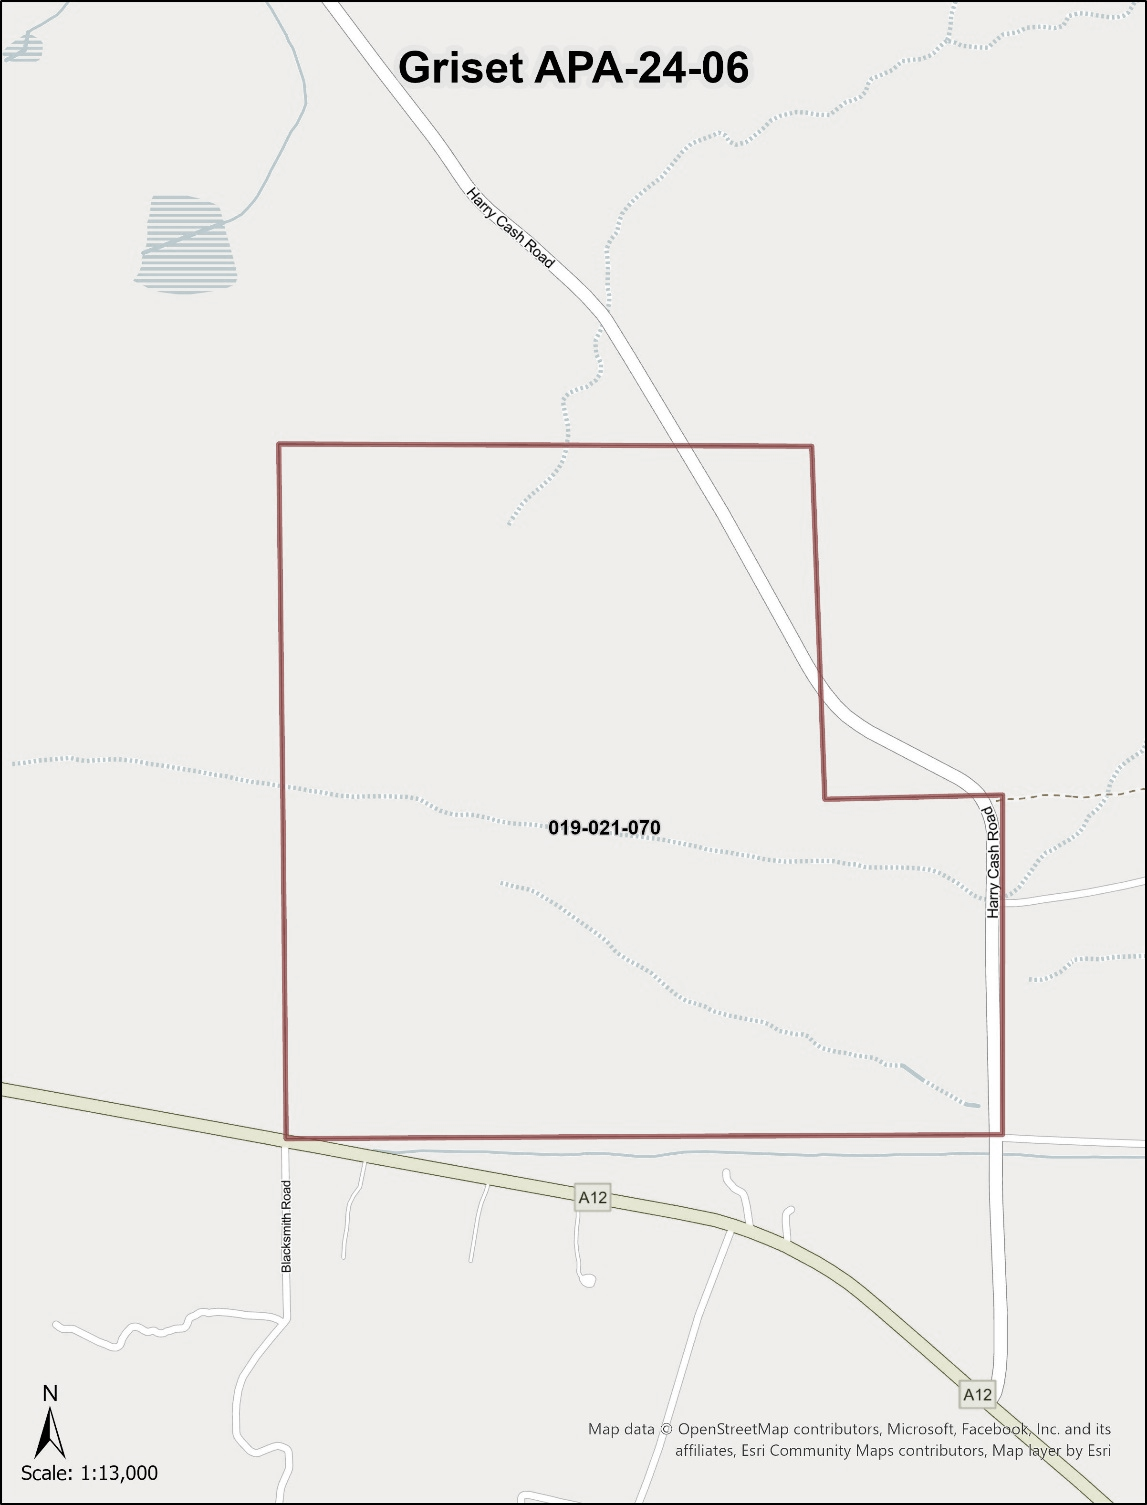 Griset APA-24-06
Harry Cash Road
019-021-070
Harry Cash Road
Blacksmith Road
A12
A12
N
Scale: 1:13,000
Map data © OpenStreetMap contributors, Microsoft, Facebook, Inc. and its
affiliates, Esri Community Maps contributors, Map layer by Esri